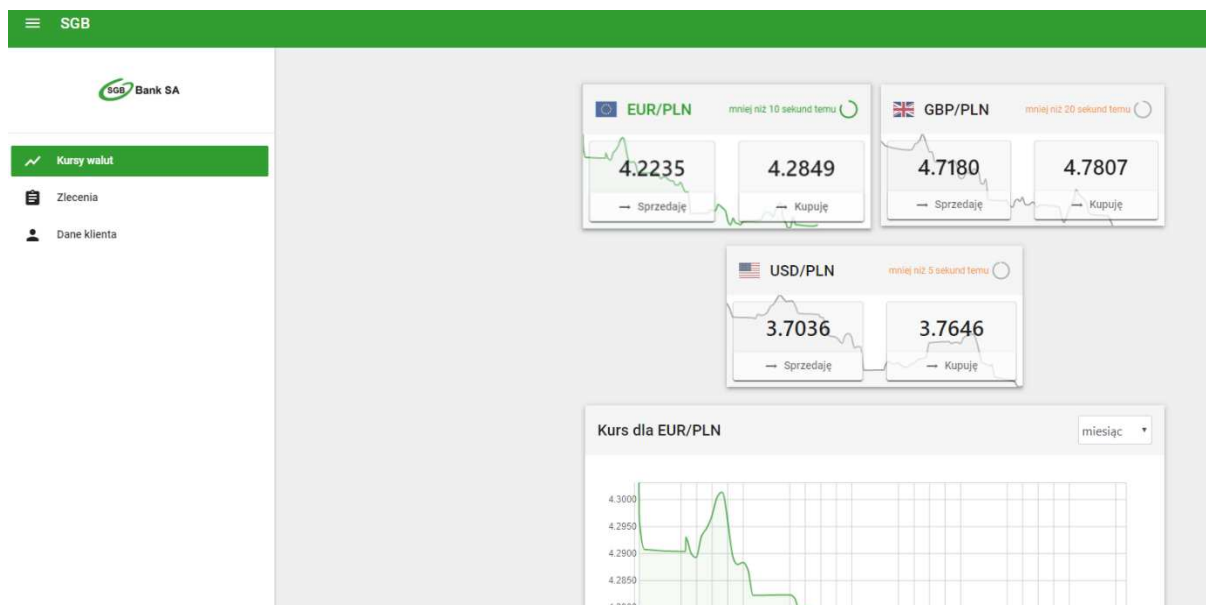 SGB
SGB Bank SA
Kursy walut
Zlecenia
Dane klienta
EUR/PLN mniej niż 10 sekund temu
4.2235 4.2849
→ Sprzedaję → Kupuję
GBP/PLN mniej niż 20 sekund temu
4.7180 4.7807
→ Sprzedaję → Kupuję
USD/PLN mniej niż 5 sekund temu
3.7036 3.7646
→ Sprzedaję → Kupuję
Kurs dla EUR/PLN miesiąc
4.3000
4.2950
4.2900
4.2850